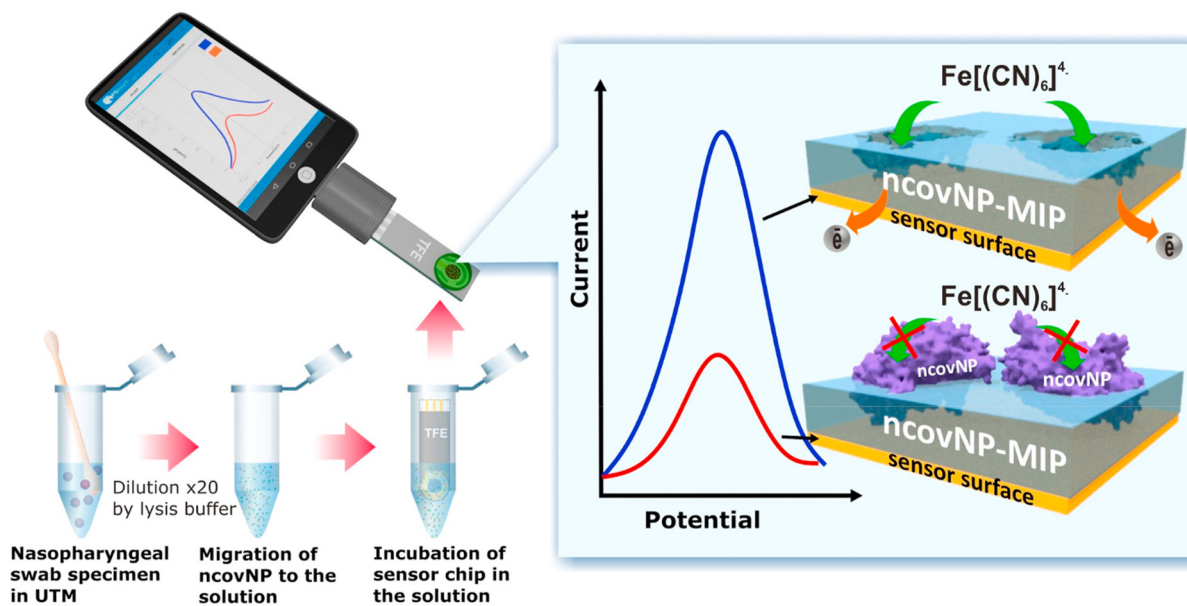 TFE
Dilution x20
by lysis buffer
TFE
Nasopharyngeal
swab specimen
in UTM
Migration of
ncovNP to the
solution
Incubation of
sensor chip in
the solution
Current
Potential
Fe[(CN)₆]⁴⁻
ncovNP-MIP
sensor surface
ē
ē
Fe[(CN)₆]⁴⁻
ncovNP
ncovNP
ncovNP-MIP
sensor surface